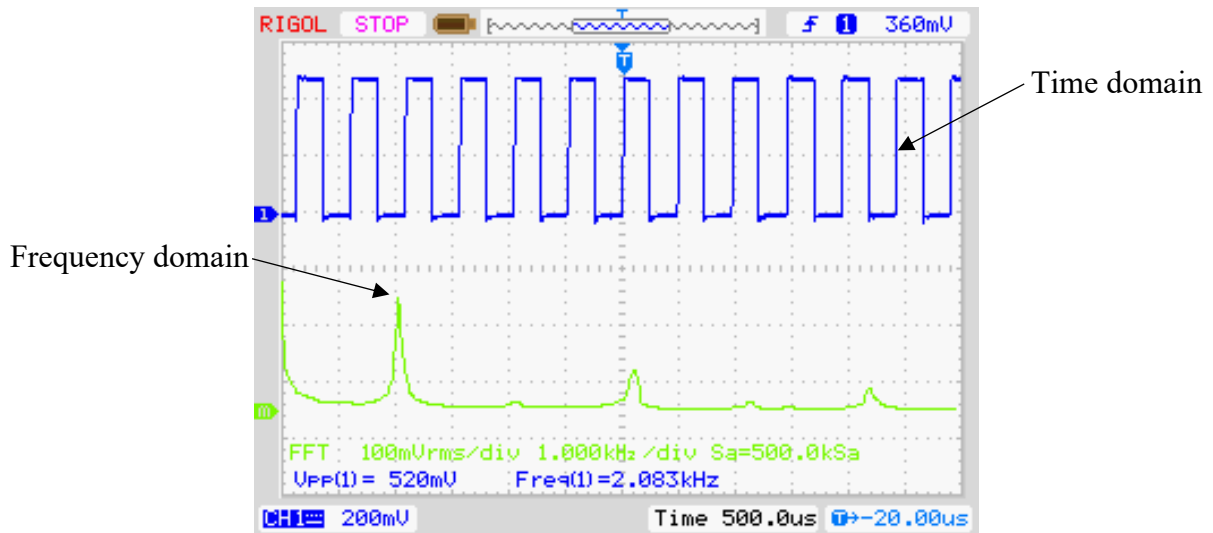 RIGOL STOP T f 1 360mV
T
Time domain
1
Frequency domain
m
FFT 100mVrms/div 1.000kHz/div Sa=500.0kSa
Vpp(1)= 520mV Freq(1)=2.083kHz
CH1 200mV Time 500.0us T→-20.00us